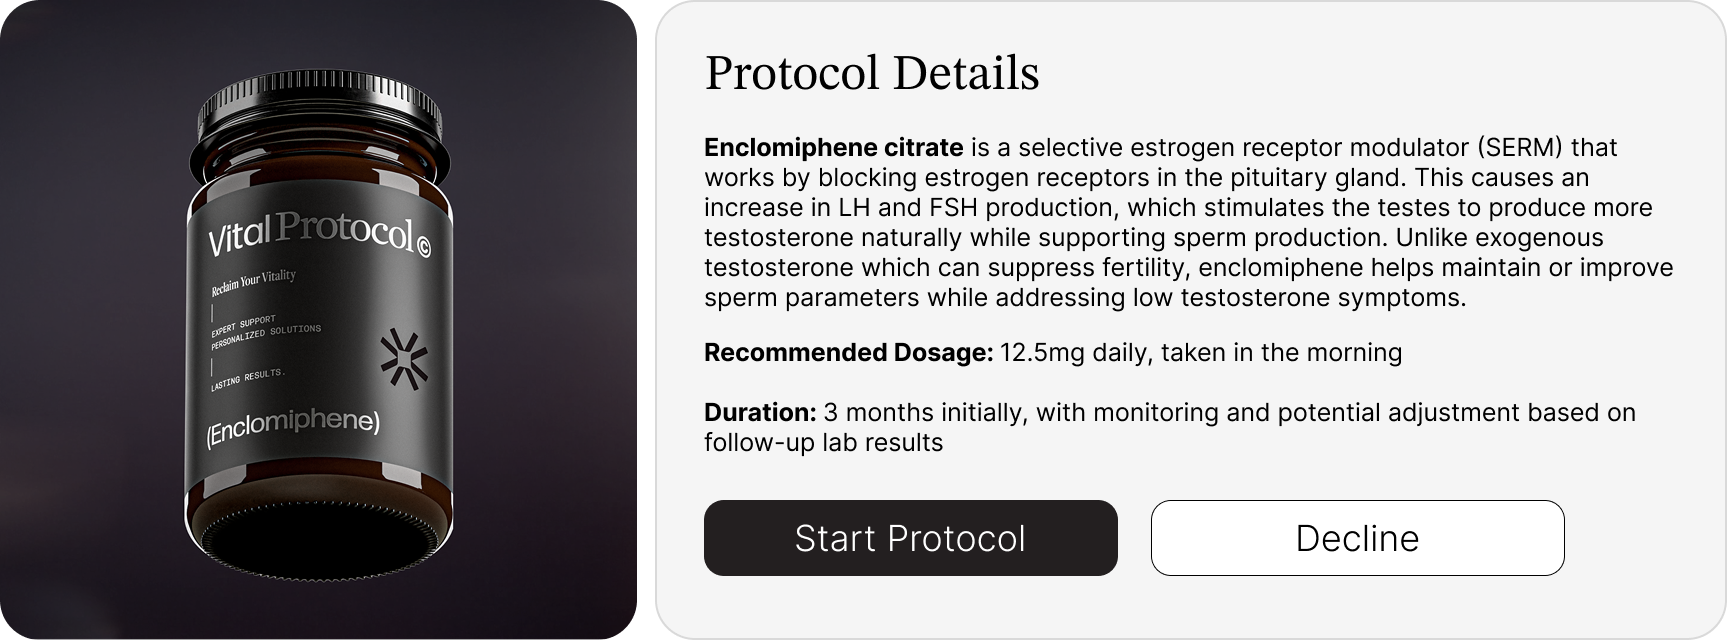 VitalProtocol©
Reclaim Your Vitality
EXPERT SUPPORT
PERSONALIZED SOLUTIONS
LASTING RESULTS.
(Enclomiphene)
Protocol Details
Enclomiphene citrate is a selective estrogen receptor modulator (SERM) that
works by blocking estrogen receptors in the pituitary gland. This causes an
increase in LH and FSH production, which stimulates the testes to produce more
testosterone naturally while supporting sperm production. Unlike exogenous
testosterone which can suppress fertility, enclomiphene helps maintain or improve
sperm parameters while addressing low testosterone symptoms.
Recommended Dosage: 12.5mg daily, taken in the morning
Duration: 3 months initially, with monitoring and potential adjustment based on
follow-up lab results
Start Protocol
Decline